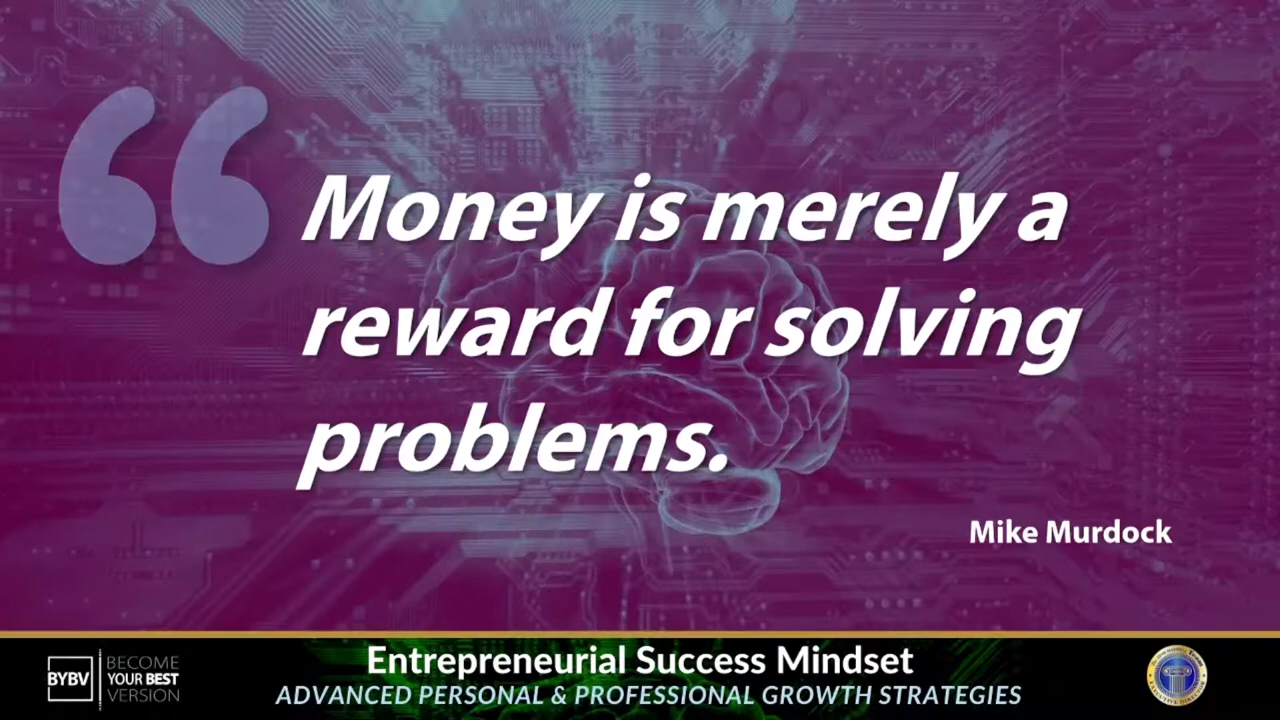 “
Money is merely a
reward for solving
problems.
Mike Murdock
BYBV
BECOME
YOUR BEST
VERSION
Entrepreneurial Success Mindset
ADVANCED PERSONAL & PROFESSIONAL GROWTH STRATEGIES